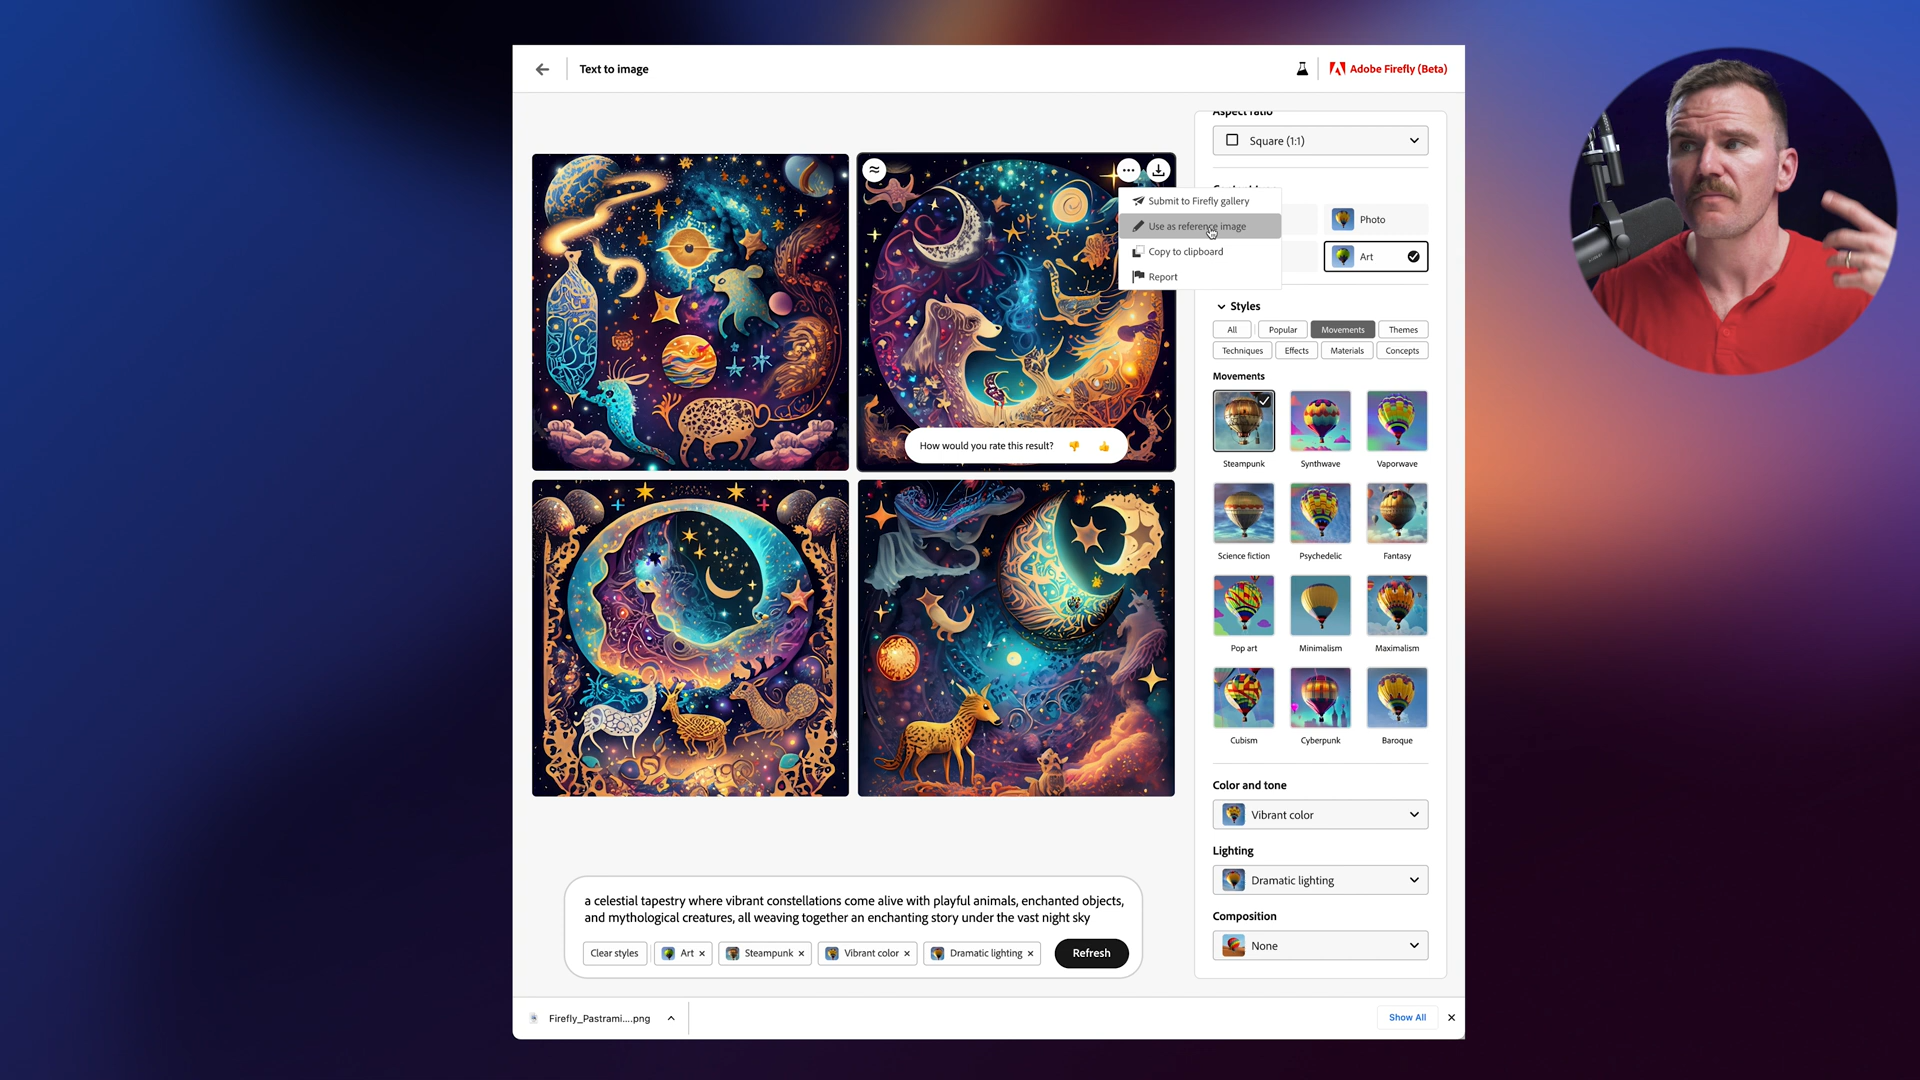 Text to image
Adobe Firefly (Beta)
Aspect ratio
Square (1:1)
Submit to Firefly gallery
Use as reference image
Copy to clipboard
Report
Photo
Art
Styles
All
Popular
Movements
Themes
Techniques
Effects
Materials
Concepts
Movements
Steampunk
Synthwave
Vaporwave
How would you rate this result?
Science fiction
Psychedelic
Fantasy
Pop art
Minimalism
Maximalism
Cubism
Cyberpunk
Baroque
Color and tone
Vibrant color
Lighting
Dramatic lighting
Composition
None
a celestial tapestry where vibrant constellations come alive with playful animals, enchanted objects,
and mythological creatures, all weaving together an enchanting story under the vast night sky
Clear styles
Art
Steampunk
Vibrant color
Dramatic lighting
Refresh
Firefly_Pastrami....png
Show All